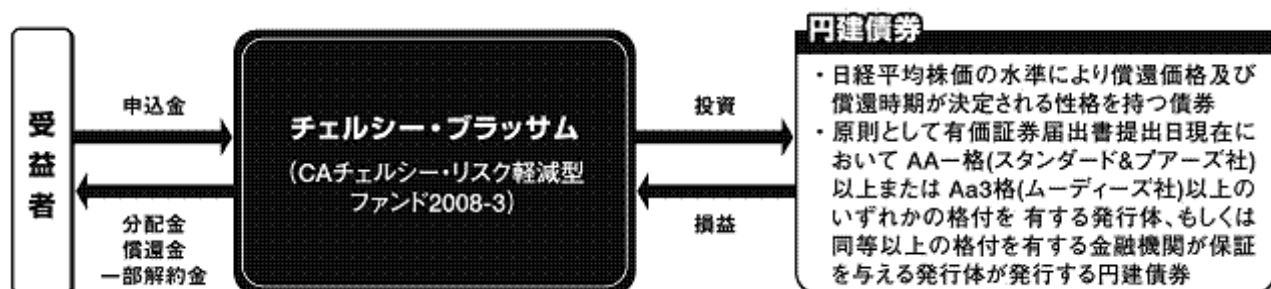 受益者
申込金
分配金
償還金
一部解約金
チェルシー・ブラッサム
(CAチェルシー・リスク軽減型
ファンド2008-3)
投資
損益
円建債券
・日経平均株価の水準により償還価格及び
償還時期が決定される性格を持つ債券
・原則として有価証券届出書提出日現在に
おいて AA−格(スタンダード&プアーズ社)
以上または Aa3格(ムーディーズ社)以上の
いずれかの格付を 有する発行体、もしくは
同等以上の格付を有する金融機関が保証
を与える発行体が発行する円建債券